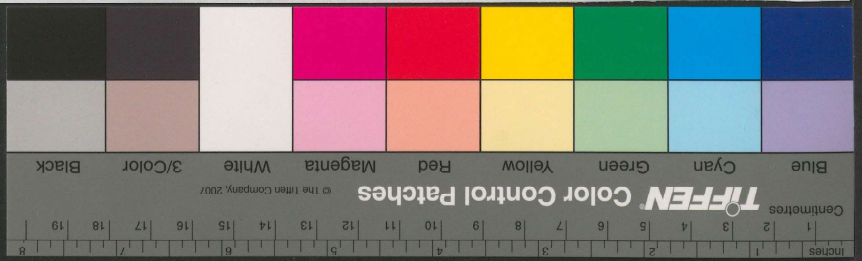 Inches 1 2 3 4 5 6 7 8
Centimetres 1 2 3 4 5 6 7 8 9 10 11 12 13 14 15 16 17 18 19
TIFFEN® Color Control Patches © The Tiffen Company, 2007
Blue Cyan Green Yellow Red Magenta White 3/Color Black